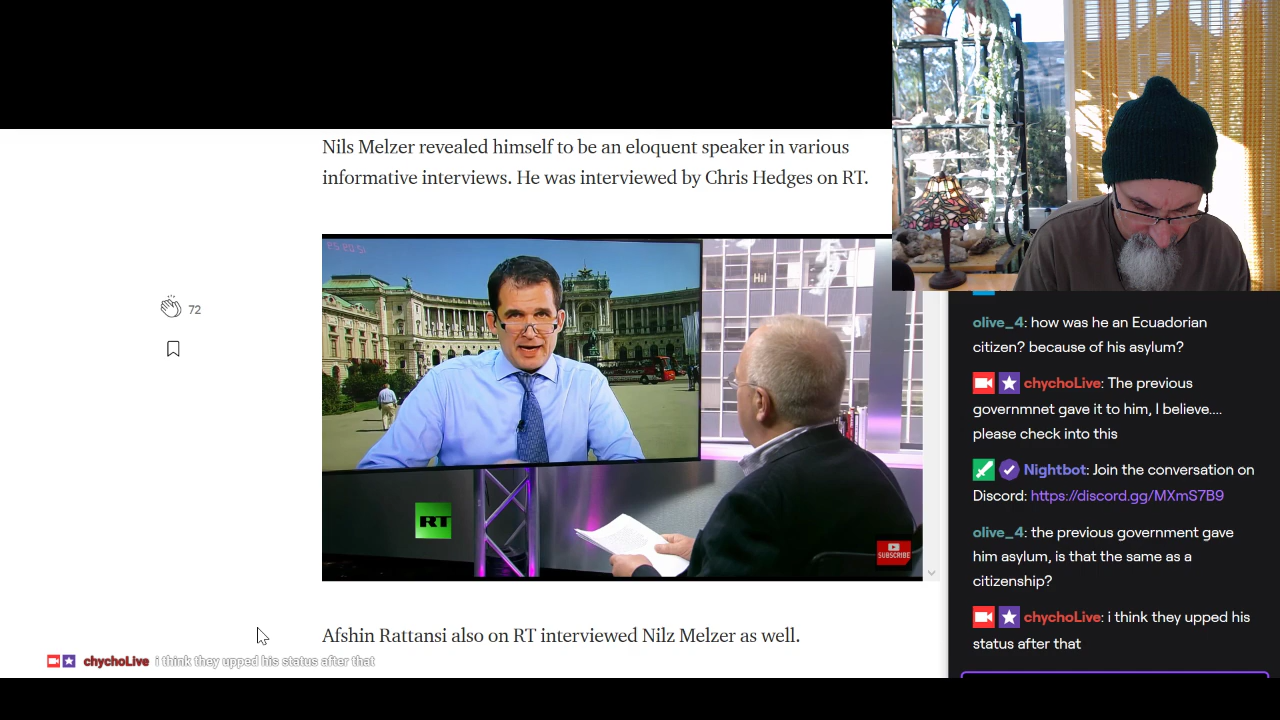 Nils Melzer revealed himself to be an eloquent speaker in various
informative interviews. He was interviewed by Chris Hedges on RT.
72
RT
SUBSCRIBE
Afshin Rattansi also on RT interviewed Nilz Melzer as well.
chychoLive i think they upped his status after that
olive_4: how was he an Ecuadorian
citizen? because of his asylum?
chychoLive: The previous
governmnet gave it to him, I believe....
please check into this
Nightbot: Join the conversation on
Discord: https://discord.gg/MXmS7B9
olive_4: the previous government gave
him asylum, is that the same as a
citizenship?
chychoLive: i think they upped his
status after that